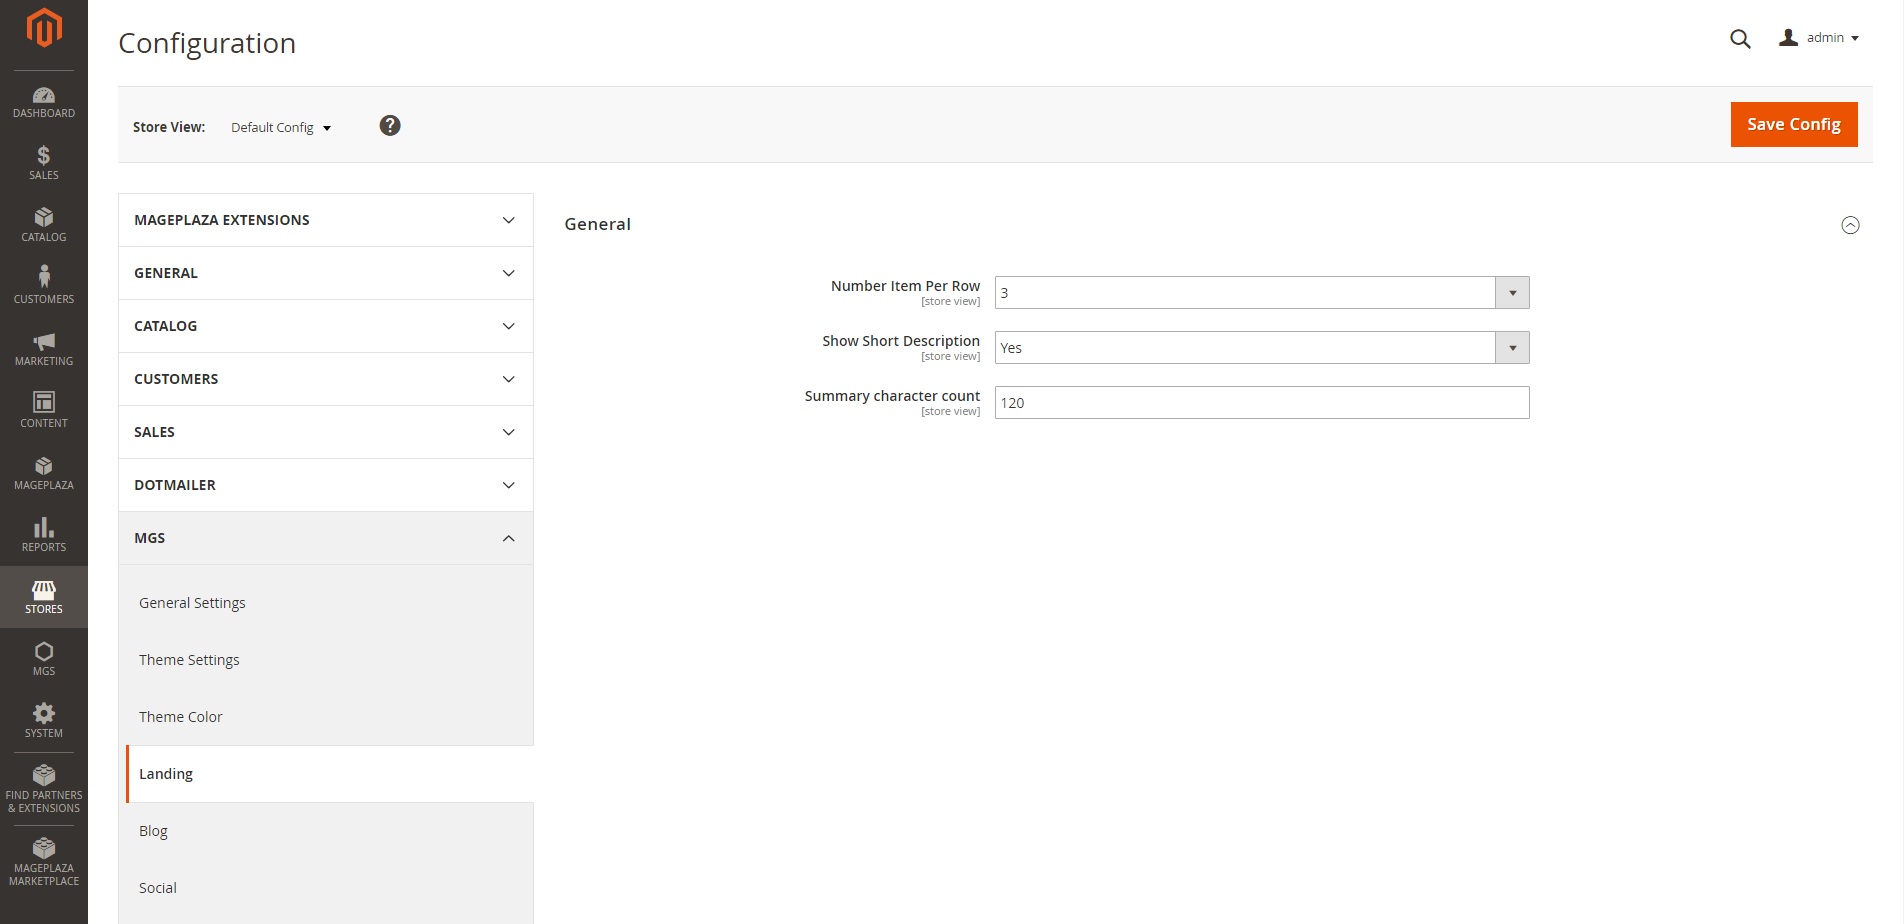 Configuration
admin
Store View:
Default Config
?
Save Config
DASHBOARD
$
SALES
CATALOG
CUSTOMERS
MARKETING
CONTENT
MAGEPLAZA
REPORTS
STORES
MGS
SYSTEM
FIND PARTNERS
& EXTENSIONS
MAGEPLAZA
MARKETPLACE
MAGEPLAZA EXTENSIONS
GENERAL
CATALOG
CUSTOMERS
SALES
DOTMAILER
MGS
General Settings
Theme Settings
Theme Color
Landing
Blog
Social
General
Number Item Per Row
[store view]
3
Show Short Description
[store view]
Yes
Summary character count
[store view]
120